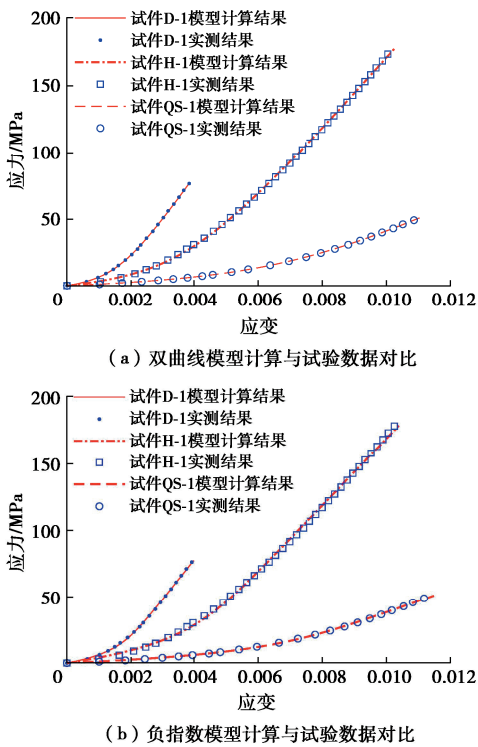 200
150
100
50
0
0.002
0.004
0.006
0.008
0.010
0.012
应力/MPa
应变
试件D-1模型计算结果
试件D-1实测结果
试件H-1模型计算结果
试件H-1实测结果
试件QS-1模型计算结果
试件QS-1实测结果
(a) 双曲线模型计算与试验数据对比
200
150
100
50
0
0.002
0.004
0.006
0.008
0.010
0.012
应力/MPa
应变
试件D-1模型计算结果
试件D-1实测结果
试件H-1模型计算结果
试件H-1实测结果
试件QS-1模型计算结果
试件QS-1实测结果
(b) 负指数模型计算与试验数据对比